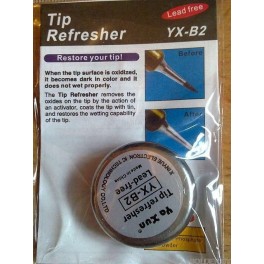 Tip
Refresher
Lead free
YX-B2
Restore your tip!
Before
When the tip surface is oxidized,
it becomes dark in color and it
does not wet properly.
The Tip Refresher removes the
oxides on the tip by the action of
an activator, coats the tip with tin,
and restores the wetting capability of
the tip.
After
Ya Xun
Tip refresher
YX-B2
Lead-free
Made in China